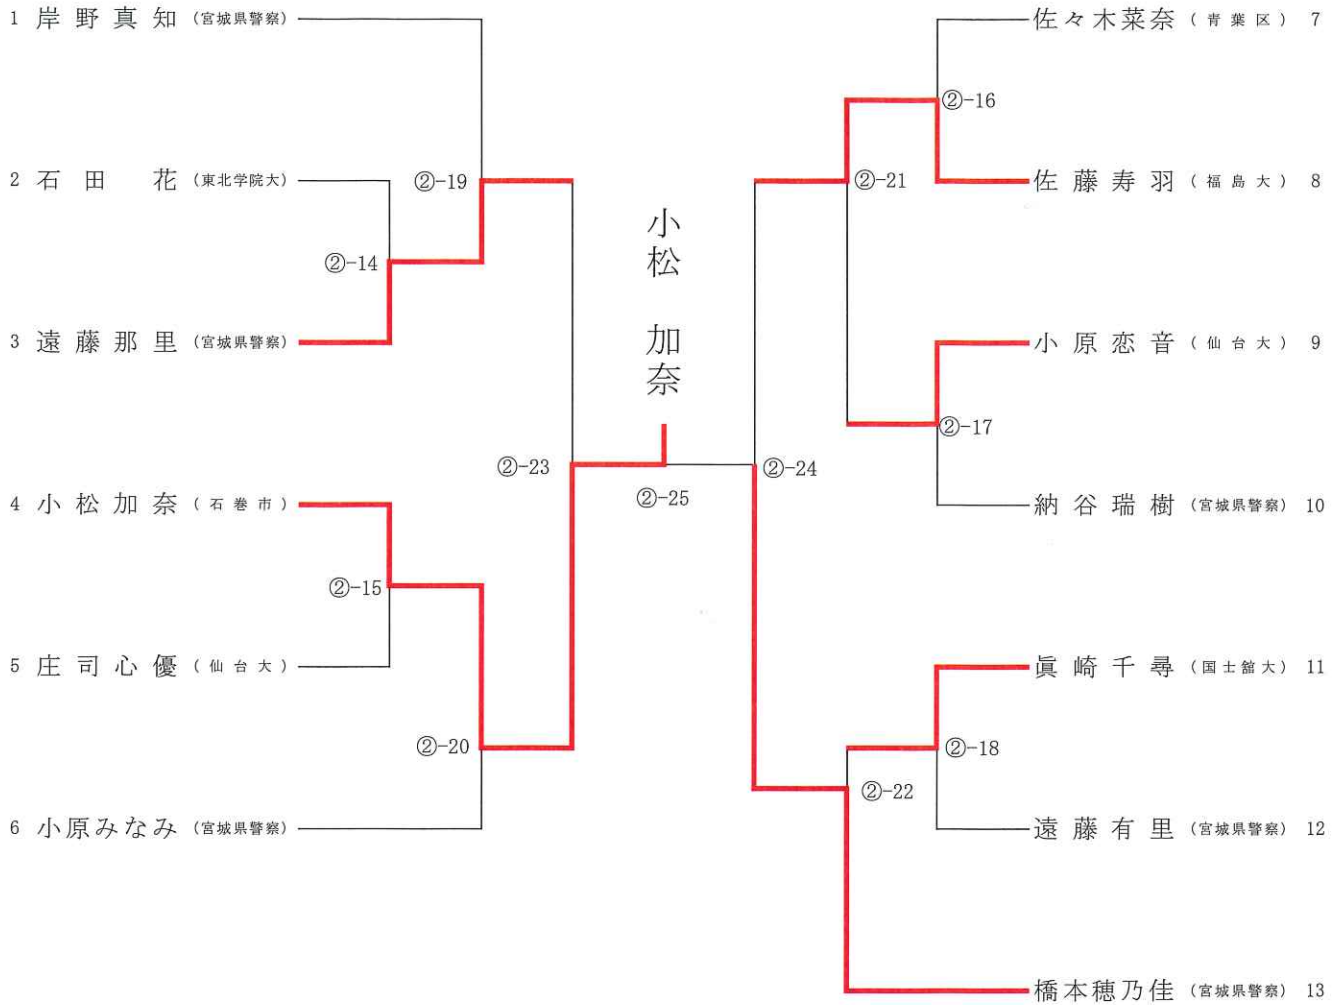 1 岸野真知 (宮城県警察)
2 石田 花 (東北学院大)
3 遠藤那里 (宮城県警察)
4 小松加奈 (石巻市)
5 庄司心優 (仙台大)
6 小原みなみ (宮城県警察)
②-14
②-15
②-19
②-20
②-23
小松 加奈
②-25
②-24
②-21
②-22
②-16
②-17
②-18
佐々木菜奈 (青葉区) 7
佐藤寿羽 (福島大) 8
小原恋音 (仙台大) 9
納谷瑞樹 (宮城県警察) 10
眞崎千尋 (国士舘大) 11
遠藤有里 (宮城県警察) 12
橋本穂乃佳 (宮城県警察) 13